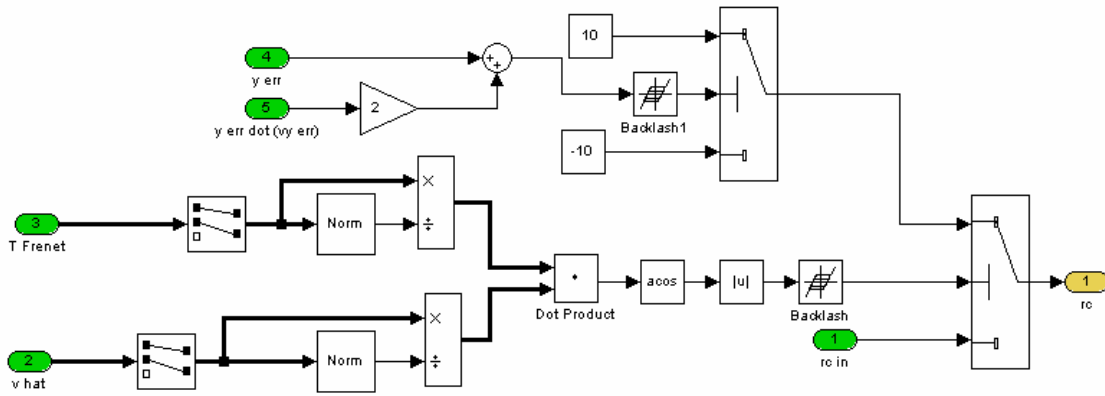 10
4
+
+
y err
5
2
y err dot (vy err)
Backlash1
-10
×
3
Norm
÷
T Frenet
•
acos
|u|
1
rc
Dot Product
Backlash
×
1
rc in
2
Norm
÷
v hat